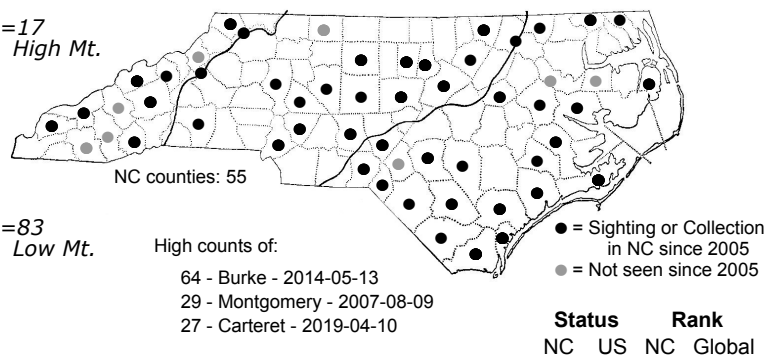 =17
High Mt.
NC counties: 55
=83
Low Mt.
High counts of:
64 - Burke - 2014-05-13
29 - Montgomery - 2007-08-09
27 - Carteret - 2019-04-10
● = Sighting or Collection
in NC since 2005
● = Not seen since 2005
Status Rank
NC US NC Global